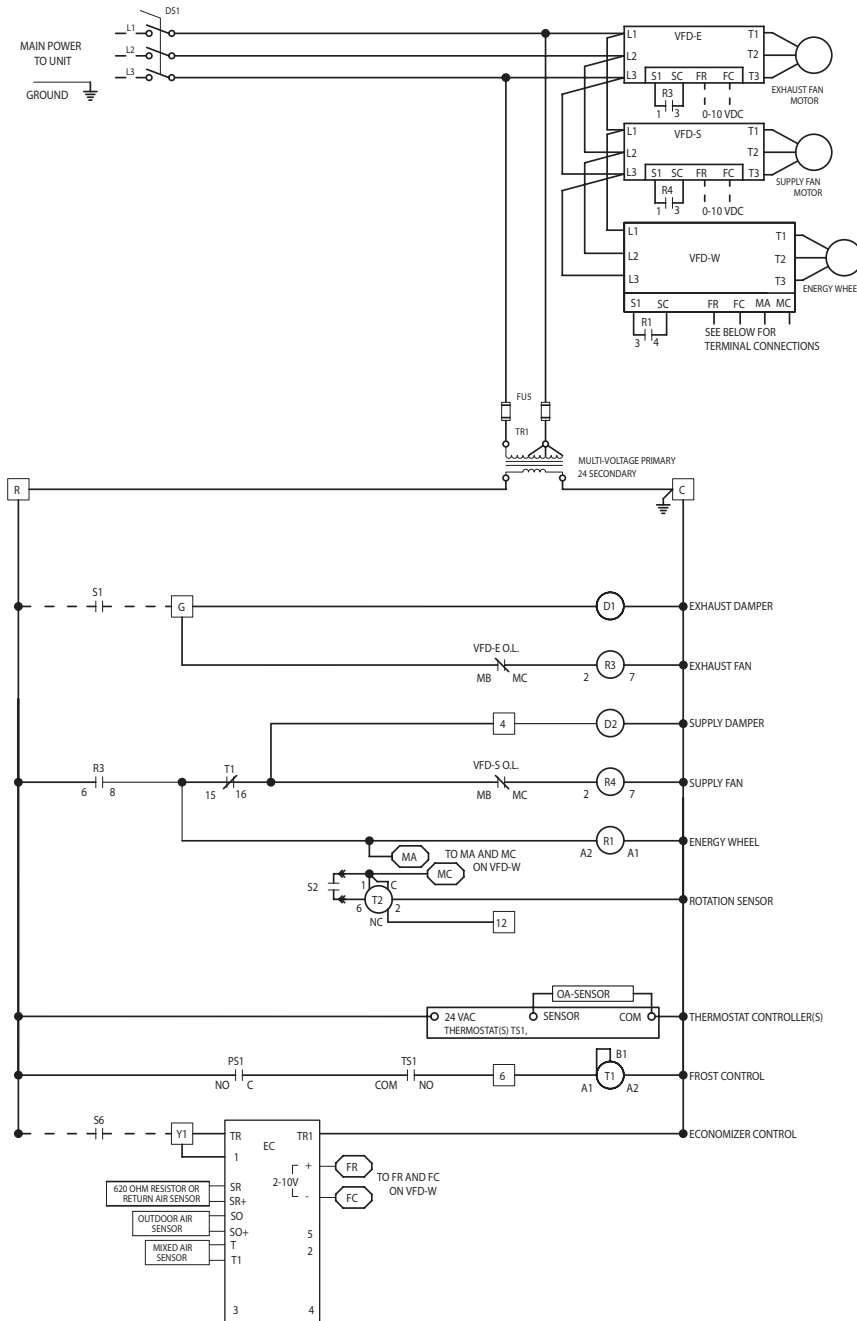 DS1
L1
MAIN POWER
TO UNIT
L2
L3
GROUND
L1 VFD-E T1
L2 T2
L3 S1 SC FR FC T3
R3
1 3 0-10 VDC
EXHAUST FAN
MOTOR
L1 VFD-S T1
L2 T2
L3 S1 SC FR FC T3
R4
1 3 0-10 VDC
SUPPLY FAN
MOTOR
L1 T1
L2 VFD-W T2
L3 T3
ENERGY WHEE
S1 SC FR FC MA MC
R1
3 4
SEE BELOW FOR
TERMINAL CONNECTIONS
FUS
TR1
MULTI-VOLTAGE PRIMARY
24 SECONDARY
R C
S1 G D1 EXHAUST DAMPER
VFD-E O.L.
MB MC 2 R3 7 EXHAUST FAN
4 D2 SUPPLY DAMPER
R3 T1 VFD-S O.L.
6 8 15 16 MB MC 2 R4 7 SUPPLY FAN
R1 ENERGY WHEEL
A2 A1
MA TO MA AND MC
ON VFD-W
MC
S2 1 C
6 T2 2 ROTATION SENSOR
NC 12
OA-SENSOR
24 VAC SENSOR COM THERMOSTAT CONTROLLER(S)
THERMOSTAT(S) TS1,
PS1 TS1 B1
NO C COM NO 6 A1 T1 A2 FROST CONTROL
S6 Y1 TR EC TR1 ECONOMIZER CONTROL
1
2-10V + FR TO FR AND FC
ON VFD-W
- FC
620 OHM RESISTOR OR
RETURN AIR SENSOR
SR
SR+
OUTDOOR AIR
SENSOR
SO
SO+
MIXED AIR
SENSOR
T
T1
5
2
3 4